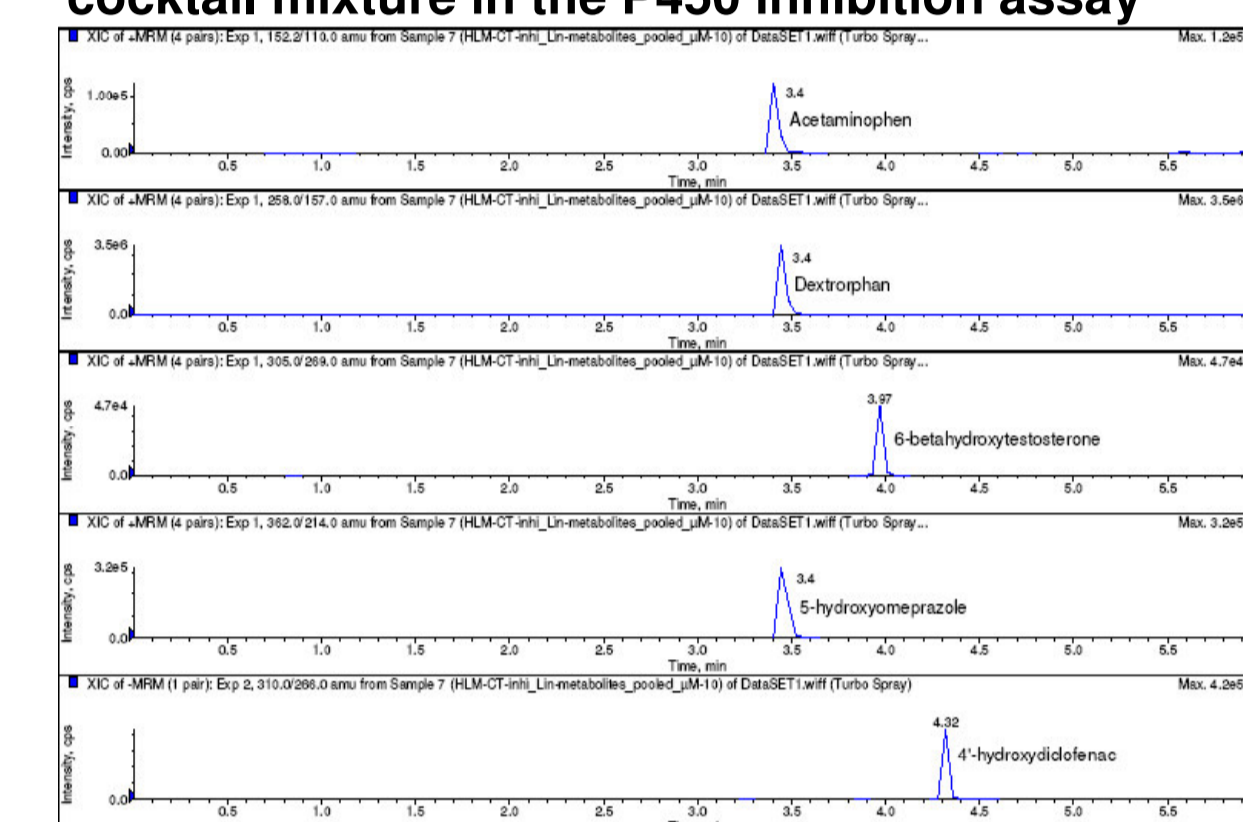 cocktail mixture in the P450 inhibition assay
XIC of +MRM (4 pairs): Exp 1, 152.2/110.0 amu from Sample 7 (HLM-CT-inhi_Lin-metabolites_pooled_µM-10) of DataSET1.wiff (Turbo Spray... Max. 1.2e5
Intensity, cps
1.00e5
0.00
3.4
Acetaminophen
0.5 1.0 1.5 2.0 2.5 3.0 3.5 4.0 4.5 5.0 5.5
Time, min
XIC of +MRM (4 pairs): Exp 1, 258.0/157.0 amu from Sample 7 (HLM-CT-inhi_Lin-metabolites_pooled_µM-10) of DataSET1.wiff (Turbo Spray... Max. 3.5e6
Intensity, cps
3.5e6
0.0
3.4
Dextrorphan
0.5 1.0 1.5 2.0 2.5 3.0 3.5 4.0 4.5 5.0 5.5
Time, min
XIC of +MRM (4 pairs): Exp 1, 305.0/269.0 amu from Sample 7 (HLM-CT-inhi_Lin-metabolites_pooled_µM-10) of DataSET1.wiff (Turbo Spray... Max. 4.7e4
Intensity, cps
4.7e4
0.0
3.97
6-betahydroxytestosterone
0.5 1.0 1.5 2.0 2.5 3.0 3.5 4.0 4.5 5.0 5.5
Time, min
XIC of +MRM (4 pairs): Exp 1, 362.0/214.0 amu from Sample 7 (HLM-CT-inhi_Lin-metabolites_pooled_µM-10) of DataSET1.wiff (Turbo Spray... Max. 3.2e5
Intensity, cps
3.2e5
0.0
3.4
5-hydroxyomeprazole
0.5 1.0 1.5 2.0 2.5 3.0 3.5 4.0 4.5 5.0 5.5
Time, min
XIC of -MRM (1 pair): Exp 2, 310.0/266.0 amu from Sample 7 (HLM-CT-inhi_Lin-metabolites_pooled_µM-10) of DataSET1.wiff (Turbo Spray) Max. 4.2e5
Intensity, cps
0.0
4.32
4'-hydroxydiclofenac
0.5 1.0 1.5 2.0 2.5 3.0 3.5 4.0 4.5 5.0 5.5